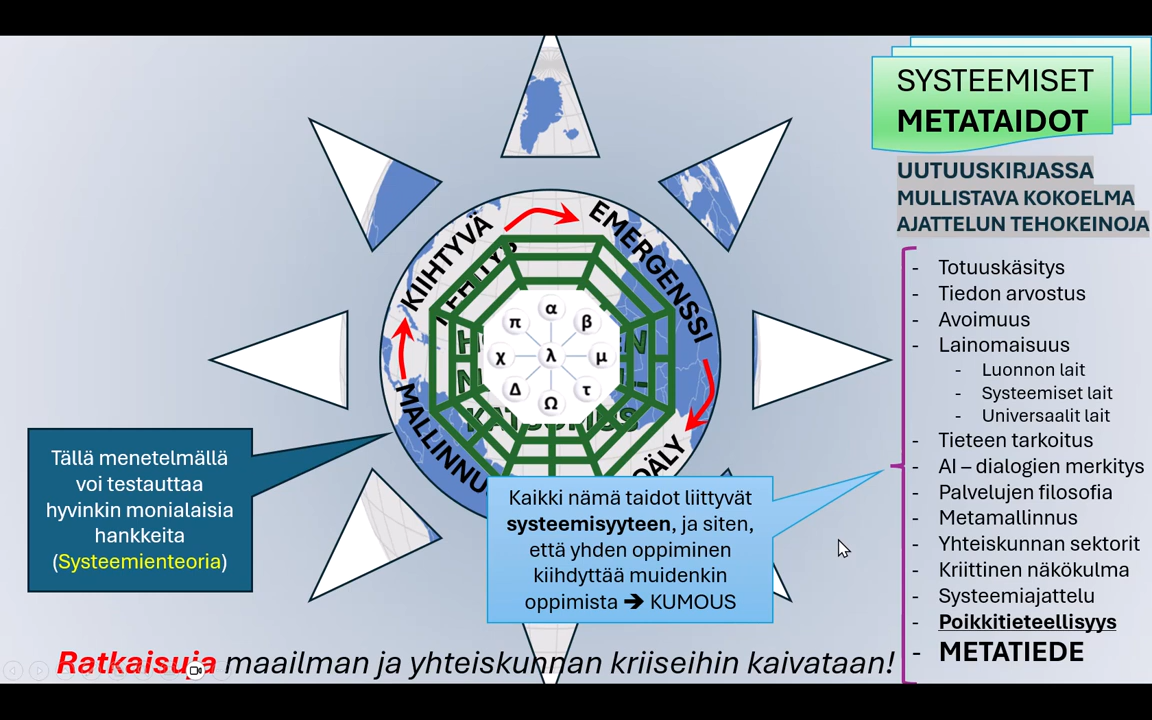 SYSTEEMISET
METATAIDOT
UUTUUSKIRJASSA
MULLISTAVA KOKOELMA
AJATTELUN TEHOKEINOJA
- Totuuskäsitys
- Tiedon arvostus
- Avoimuus
- Lainomaisuus
- Luonnon lait
- Systeemiset lait
- Universaalit lait
- Tieteen tarkoitus
- AI – dialogien merkitys
- Palvelujen filosofia
- Metamallinnus
- Yhteiskunnan sektorit
- Kriittinen näkökulma
- Systeemiajattelu
- Poikkitieteellisyys
- METATIEDE
KIIHTYVÄ
EMERGENSSI
α
π
β
χ
λ
μ
Δ
τ
Ω
Tällä menetelmällä
voi testauttaa
hyvinkin monialaisia
hankkeita
(Systeemienteoria)
Kaikki nämä taidot liittyvät
systeemisyyteen, ja siten,
että yhden oppiminen
kiihdyttää muidenkin
oppimista ➔ KUMOUS
Ratkaisuja maailman ja yhteiskunnan kriiseihin kaivataan!